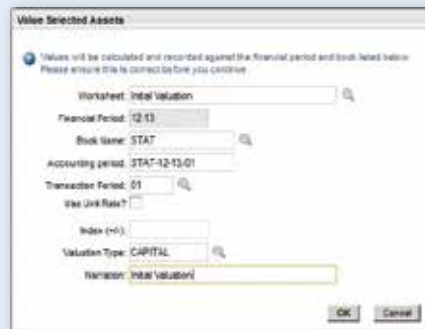 Value Selected Assets
Values will be calculated and recorded against the financial period and book listed below
Please ensure this is correct before you continue.
Worksheet: Initial Valuation
Financial Period: 12-13
Book Name: STAT
Accounting period: STAT-12-13-01
Transaction Period: 01
Use Unit Rate?
Index (+/-):
Valuation Type: CAPITAL
Narration: Initial Valuation
OK Cancel